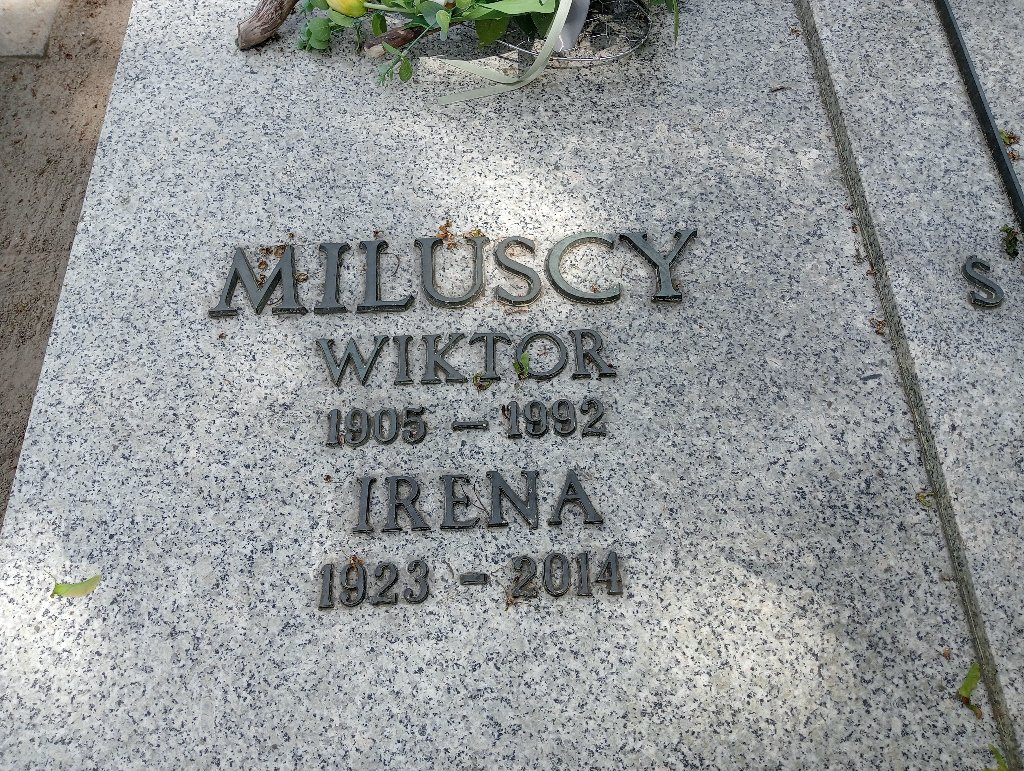 MILUSCY
WIKTOR
1905 – 1992
IRENA
1923 – 2014
S